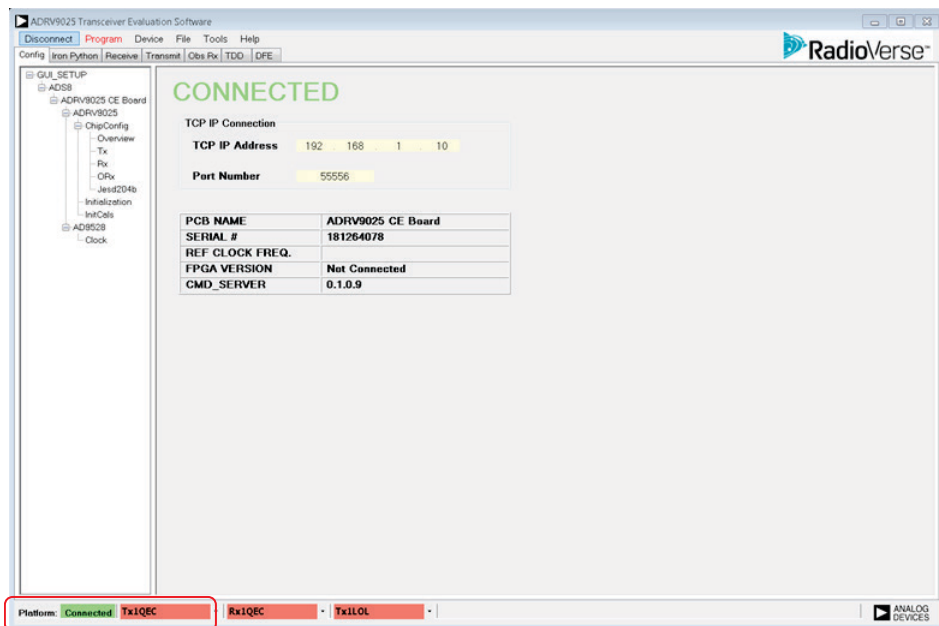 ADRV9025 Transceiver Evaluation Software
Disconnect Program Device File Tools Help
Config Iron Python Receive Transmit Obs Rx TDD DFE
RadioVerse
GUI_SETUP
ADS8
ADRV9025 CE Board
ADRV9025
ChipConfig
Overview
Tx
Rx
ORx
Jesd204b
Initialization
InitCals
AD9528
Clock
CONNECTED
TCP IP Connection
TCP IP Address 192 . 168 . 1 . 10
Port Number 55556
PCB NAME ADRV9025 CE Board
SERIAL # 181264078
REF CLOCK FREQ.
FPGA VERSION Not Connected
CMD_SERVER 0.1.0.9
Platform: Connected Tx1QEC Rx1QEC Tx1LOL
ANALOG
DEVICES